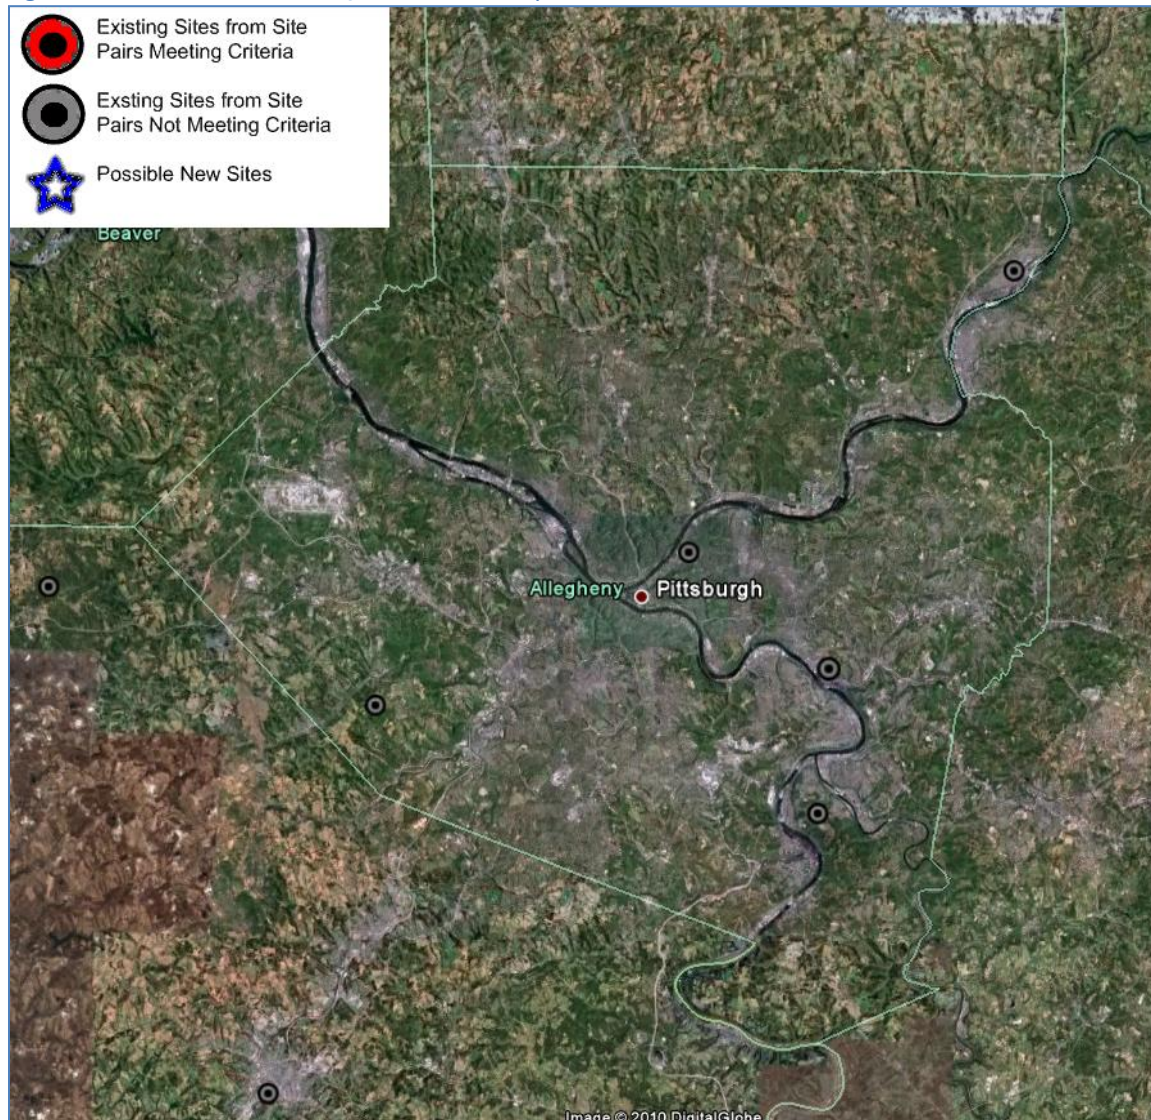 Existing Sites from Site
Pairs Meeting Criteria
Exsting Sites from Site
Pairs Not Meeting Criteria
Possible New Sites
Beaver
Allegheny
Pittsburgh
Image © 2010 DigitalGlobe